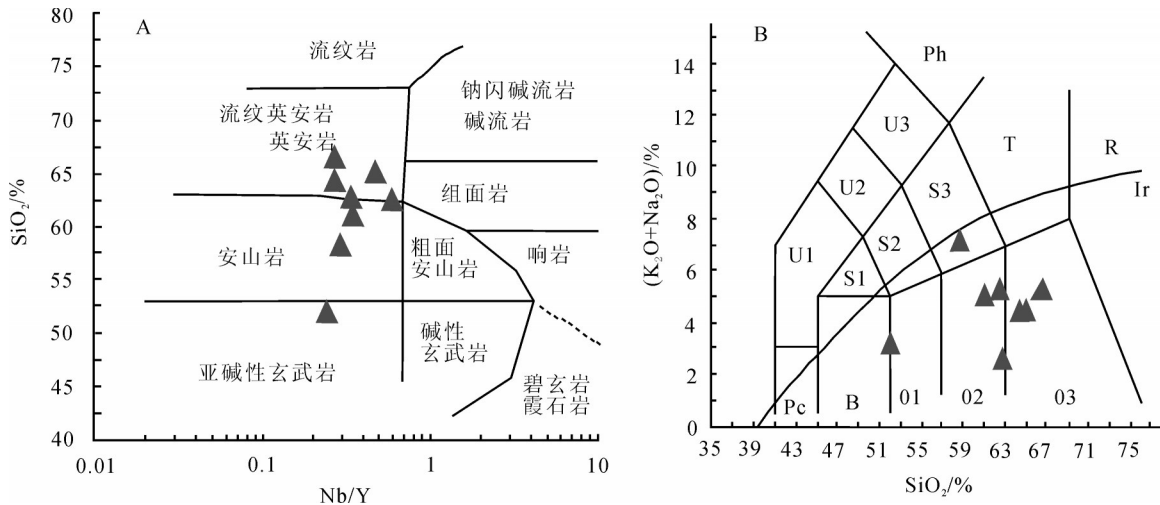 A
80
75
70
65
60
55
50
45
40
SiO₂/%
流纹岩
钠闪碱流岩
碱流岩
流纹英安岩
英安岩
组面岩
安山岩
粗面
安山岩
响岩
碱性
玄武岩
亚碱性玄武岩
碧玄岩
霞石岩
0.01
0.1
1
10
Nb/Y
B
14
12
10
8
6
4
2
0
(K₂O+Na₂O)/%
Ph
U3
T
R
Ir
U2
S3
U1
S2
S1
Pc
B
01
02
03
35
43
47
51
55
59
63
67
71
75
SiO₂/%